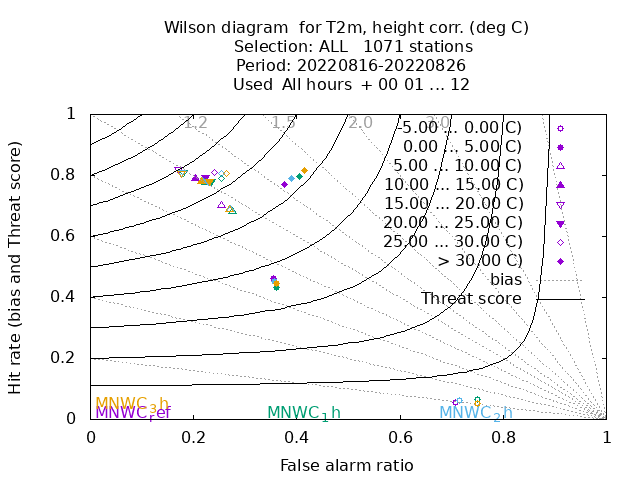 Wilson diagram  for T2m, height corr. (deg C)
Selection: ALL   1071 stations
Period: 20220816-20220826
Used  All hours  + 00 01 ... 12
1.2 1.5 2.0 3.0
-5.00 ... 0.00 C)
0.00 ... 5.00 C)
5.00 ... 10.00 C)
10.00 ... 15.00 C)
15.00 ... 20.00 C)
20.00 ... 25.00 C)
25.00 ... 30.00 C)
> 30.00 C)
bias
Threat score
1
0.8
0.6
0.4
0.2
0
Hit rate (bias and Threat score)
MNWC_3h
MNWC_ref MNWC_1h MNWC_2h
0 0.2 0.4 0.6 0.8 1
False alarm ratio